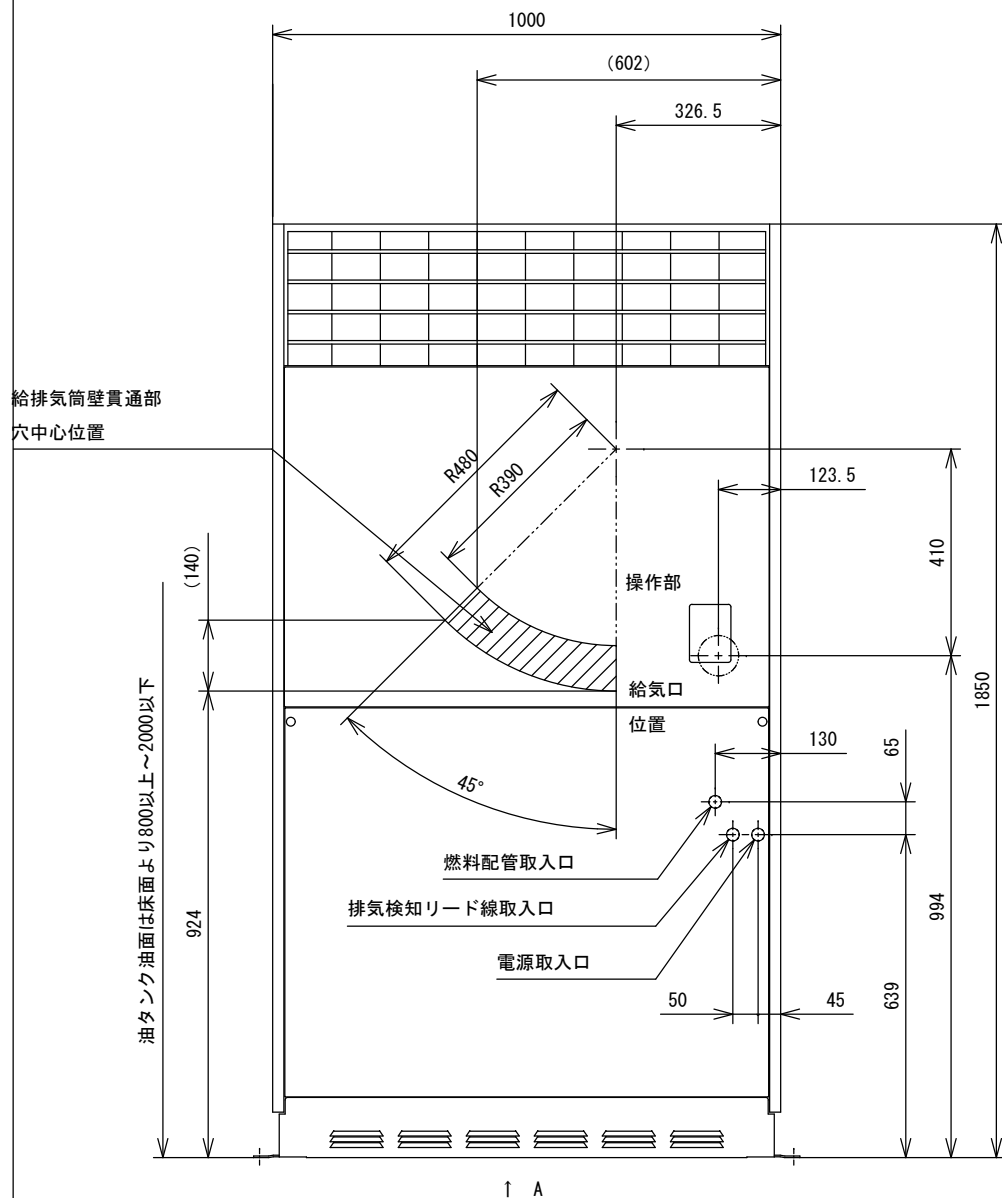 1000
(602)
326.5
給排気筒壁貫通部
穴中心位置
R480
R390
123.5
410
(140)
操作部
給気口
位置
1850
油タンク油面は床面より800以上～2000以下
130
65
45°
燃料配管取入口
排気検知リード線取入口
電源取入口
924
994
639
50
45
↑ A